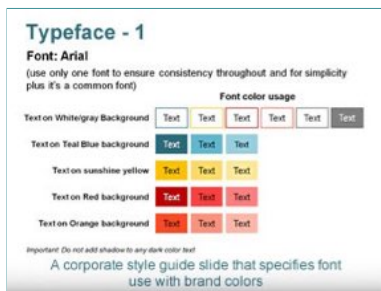 Typeface - 1
Font: Arial
(use only one font to ensure consistency throughout and for simplicity
plus it's a common font)
Font color usage
Text on White/gray Background Text Text Text Text Text Text
Text on Teal Blue background Text Text Text
Text on sunshine yellow Text Text Text
Text on Red background Text Text Text
Text on Orange background Text Text Text
Important: Do not add shadow to any dark color text
A corporate style guide slide that specifies font
use with brand colors